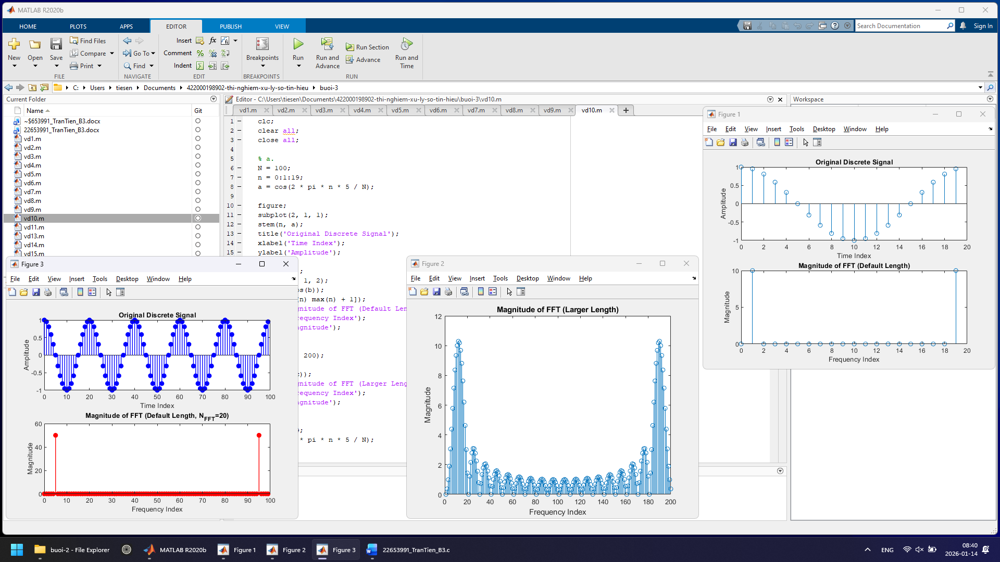 MATLAB R2020b
HOME PLOTS APPS EDITOR PUBLISH VIEW
Search Documentation Sign In
New Open Save
Find Files
Compare
Print
FILE
Go To
Find
NAVIGATE
Insert
Comment
Indent
EDIT
Breakpoints
BREAKPOINTS
Run
Run and Advance
Run Section
Advance
Run and Time
RUN
C: Users tiesen Documents 422000198902-thi-nghiem-xu-ly-so-tin-hieu buoi-3
Current Folder
Name Git
~$653991_TranTien_B3.docx
22653991_TranTien_B3.docx
vd1.m
vd2.m
vd3.m
vd4.m
vd5.m
vd6.m
vd7.m
vd8.m
vd9.m
vd10.m
vd11.m
vd13.m
vd14.m
vd15.m
Editor - C:\Users\tiesen\Documents\422000198902-thi-nghiem-xu-ly-so-tin-hieu\buoi-3\vd10.m
vd1.m vd2.m vd3.m vd4.m vd5.m vd6.m vd7.m vd8.m vd9.m vd10.m
1 clc;
2 clear all;
3 close all;
4
5 % a.
6 N = 100;
7 n = 0:1:19;
8 a = cos(2 * pi * n * 5 / N);
9
10 figure;
11 subplot(2, 1, 1);
12 stem(n, a);
13 title('Original Discrete Signal');
14 xlabel('Time Index');
15 ylabel('Amplitude');
;
1, 2);
os(b));
(n) max(n) + 1]);
gnitude of FFT (Default Len
requency Index');
agnitude');
200);
c));
gnitude of FFT (Larger Leng
requency Index');
agnitude');
;
* pi * n * 5 / N);
Workspace
Figure 1
File Edit View Insert Tools Desktop Window Help
Original Discrete Signal
1
0.5
0
-0.5
-1
Amplitude
0 2 4 6 8 10 12 14 16 18 20
Time Index
Magnitude of FFT (Default Length)
10
5
0
Magnitude
0 2 4 6 8 10 12 14 16 18 20
Frequency Index
Figure 3
File Edit View Insert Tools Desktop Window Help
Original Discrete Signal
1
0.5
0
-0.5
-1
Amplitude
0 10 20 30 40 50 60 70 80 90 100
Time Index
Magnitude of FFT (Default Length, NFFT=20)
60
40
20
0
Magnitude
0 10 20 30 40 50 60 70 80 90 100
Frequency Index
Figure 2
File Edit View Insert Tools Desktop Window Help
Magnitude of FFT (Larger Length)
12
10
8
6
4
2
0
Magnitude
0 20 40 60 80 100 120 140 160 180 200
Frequency Index
buoi-2 - File Explorer MATLAB R2020b Figure 1 Figure 2 Figure 3 22653991_TranTien_B3.c
ENG
08:40
2026-01-14